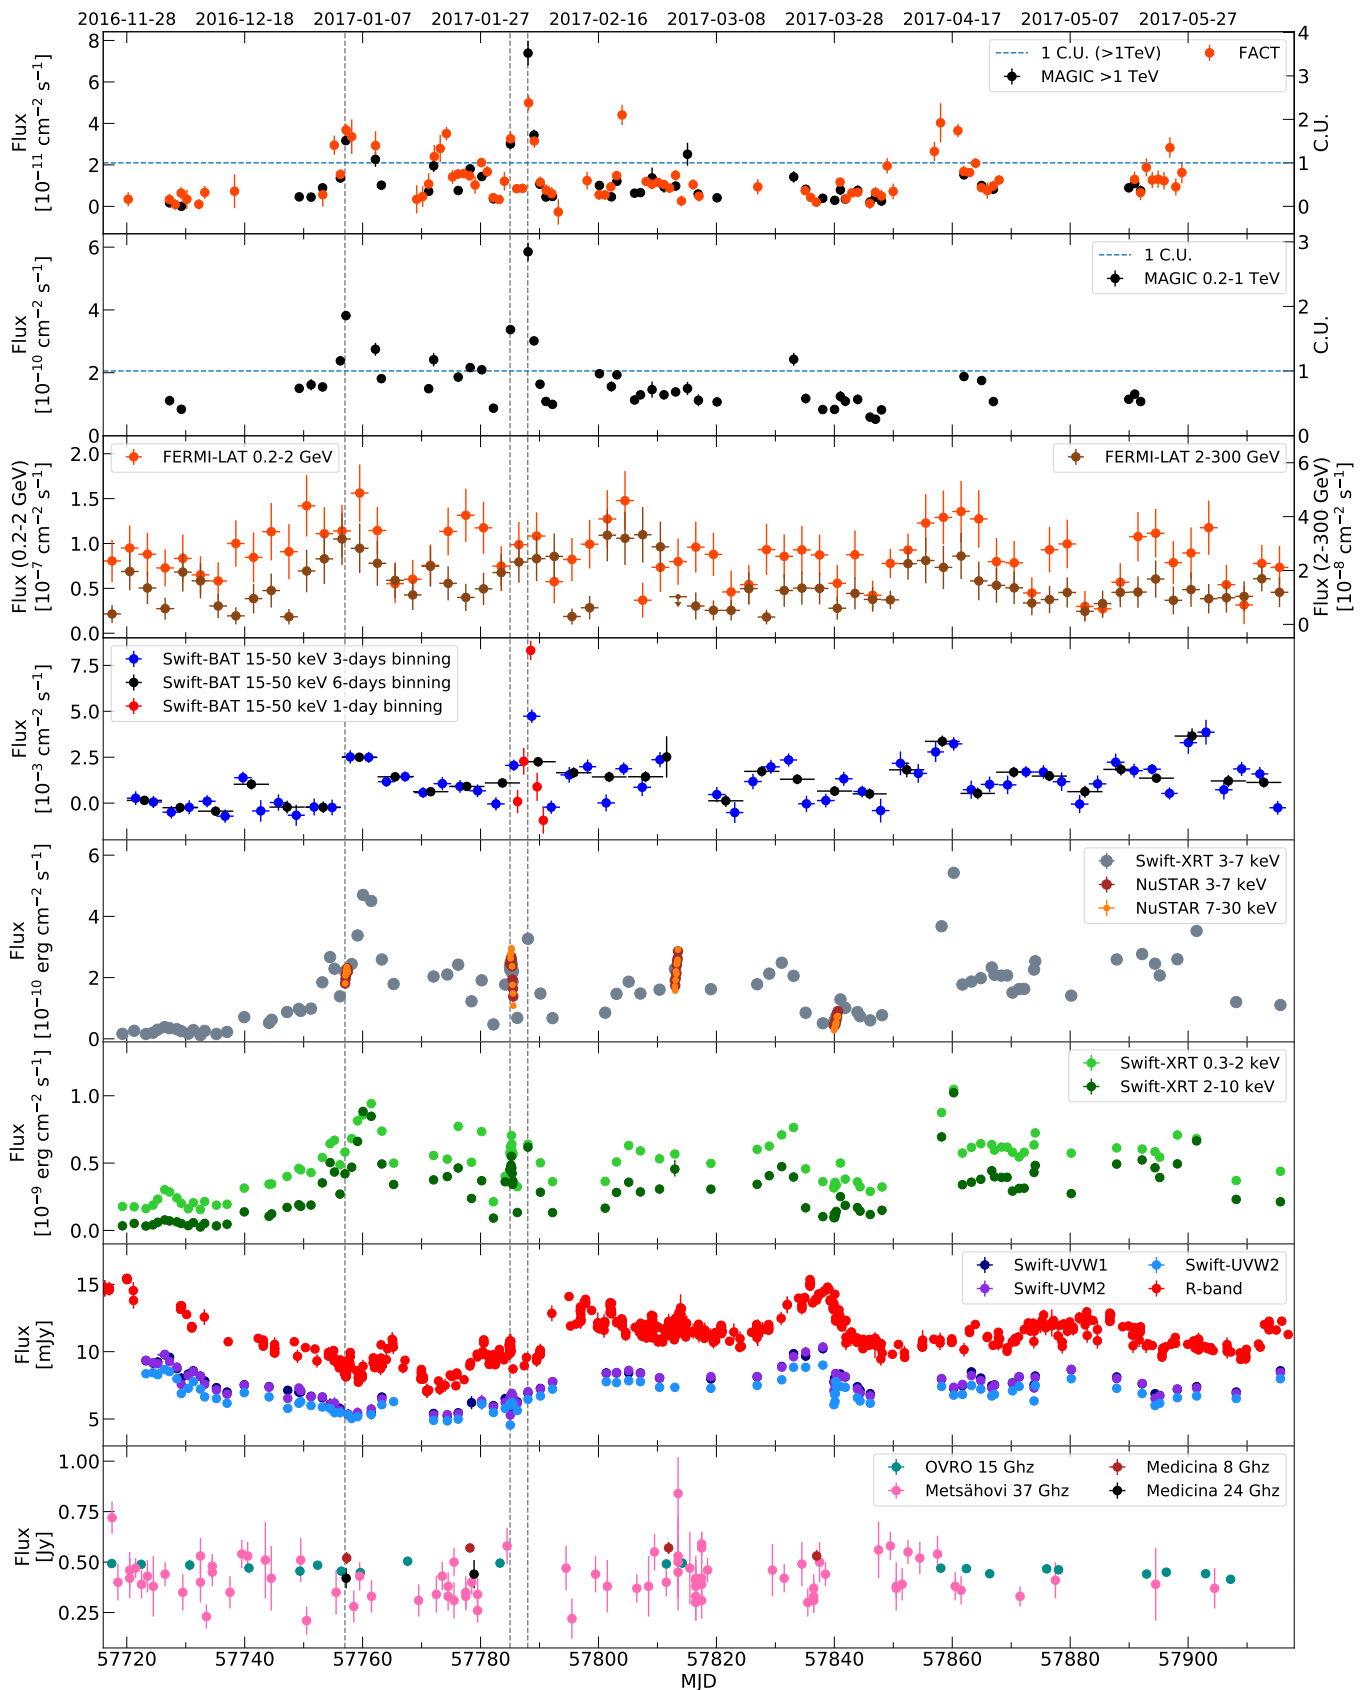 2016-11-28 2016-12-18 2017-01-07 2017-01-27 2017-02-16 2017-03-08 2017-03-28 2017-04-17 2017-05-07 2017-05-27
Flux
[10⁻¹¹ cm⁻² s⁻¹]
8
6
4
2
0
1 C.U. (>1TeV)
MAGIC >1 TeV
FACT
4
3
2
1
0
C.U.
Flux
[10⁻¹⁰ cm⁻² s⁻¹]
6
4
2
0
1 C.U.
MAGIC 0.2-1 TeV
3
2
1
0
C.U.
Flux (0.2-2 GeV)
[10⁻⁷ cm⁻² s⁻¹]
2.0
1.5
1.0
0.5
0.0
FERMI-LAT 0.2-2 GeV
FERMI-LAT 2-300 GeV
6
4
2
0
Flux (2-300 GeV)
[10⁻⁸ cm⁻² s⁻¹]
Flux
[10⁻³ cm⁻² s⁻¹]
7.5
5.0
2.5
0.0
Swift-BAT 15-50 keV 3-days binning
Swift-BAT 15-50 keV 6-days binning
Swift-BAT 15-50 keV 1-day binning
Flux
[10⁻¹⁰ erg cm⁻² s⁻¹]
6
4
2
0
Swift-XRT 3-7 keV
NuSTAR 3-7 keV
NuSTAR 7-30 keV
Flux
[10⁻⁹ erg cm⁻² s⁻¹]
1.0
0.5
0.0
Swift-XRT 0.3-2 keV
Swift-XRT 2-10 keV
Flux
[mJy]
15
10
5
Swift-UVW1
Swift-UVM2
Swift-UVW2
R-band
Flux
[Jy]
1.00
0.75
0.50
0.25
OVRO 15 Ghz
Metsähovi 37 Ghz
Medicina 8 Ghz
Medicina 24 Ghz
57720 57740 57760 57780 57800 57820 57840 57860 57880 57900
MJD